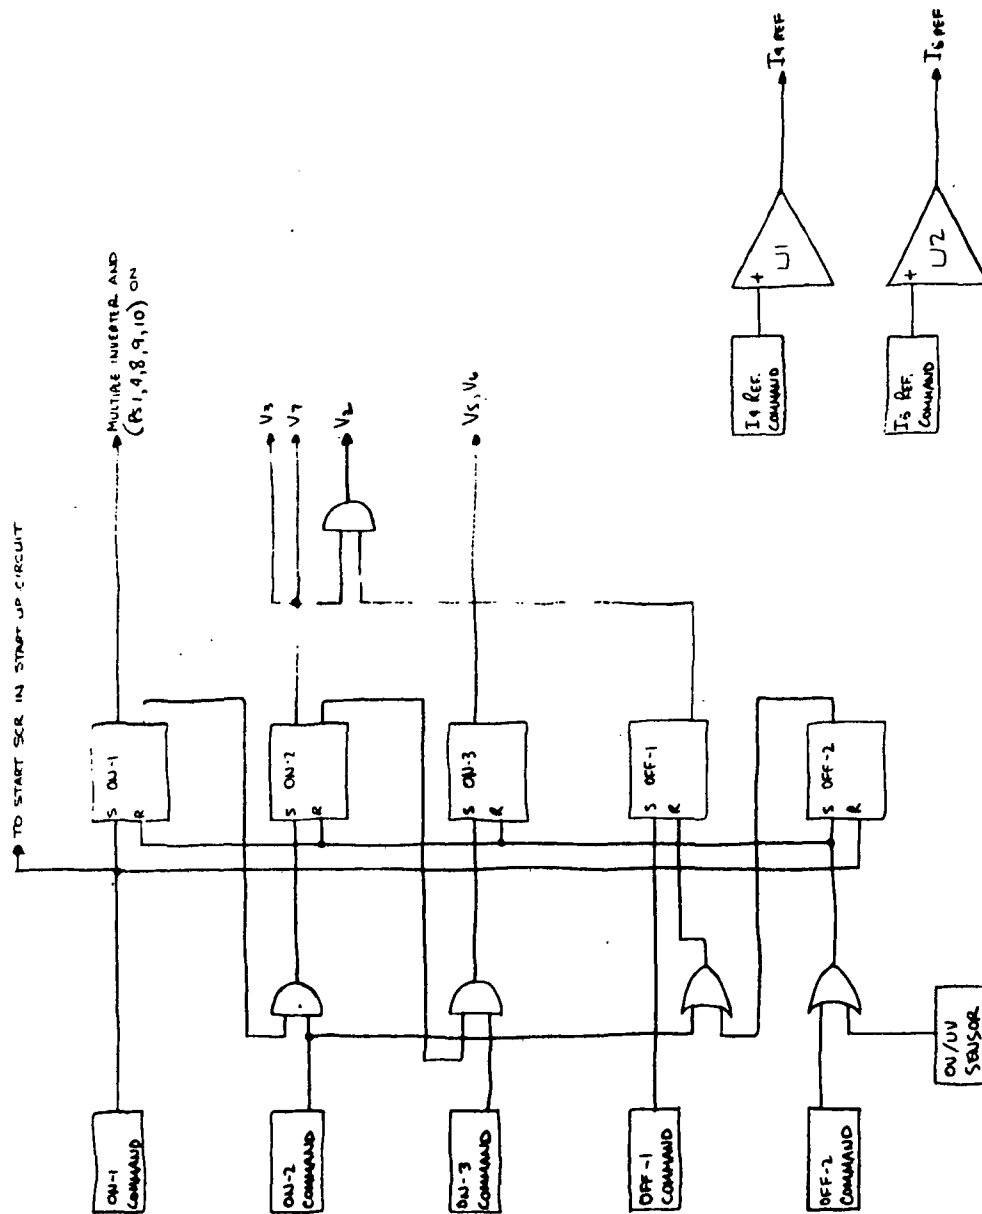 TO START SCR IN START UP CIRCUIT
ON-1
COMMAND
S ON-1
R
MULTIPLE INVERTER AND
(PS 1, 4, 8, 9, 10) ON
ON-2
COMMAND
S ON-2
R
V3
V7
V2
ON-3
COMMAND
S ON-3
R
V5, V6
OFF-1
COMMAND
S OFF-1
R
OFF-2
COMMAND
S OFF-2
R
OV/UV
SENSOR
I4 REF.
COMMAND
+
U1
I4 REF
I5 REF.
COMMAND
+
U2
I5 REF